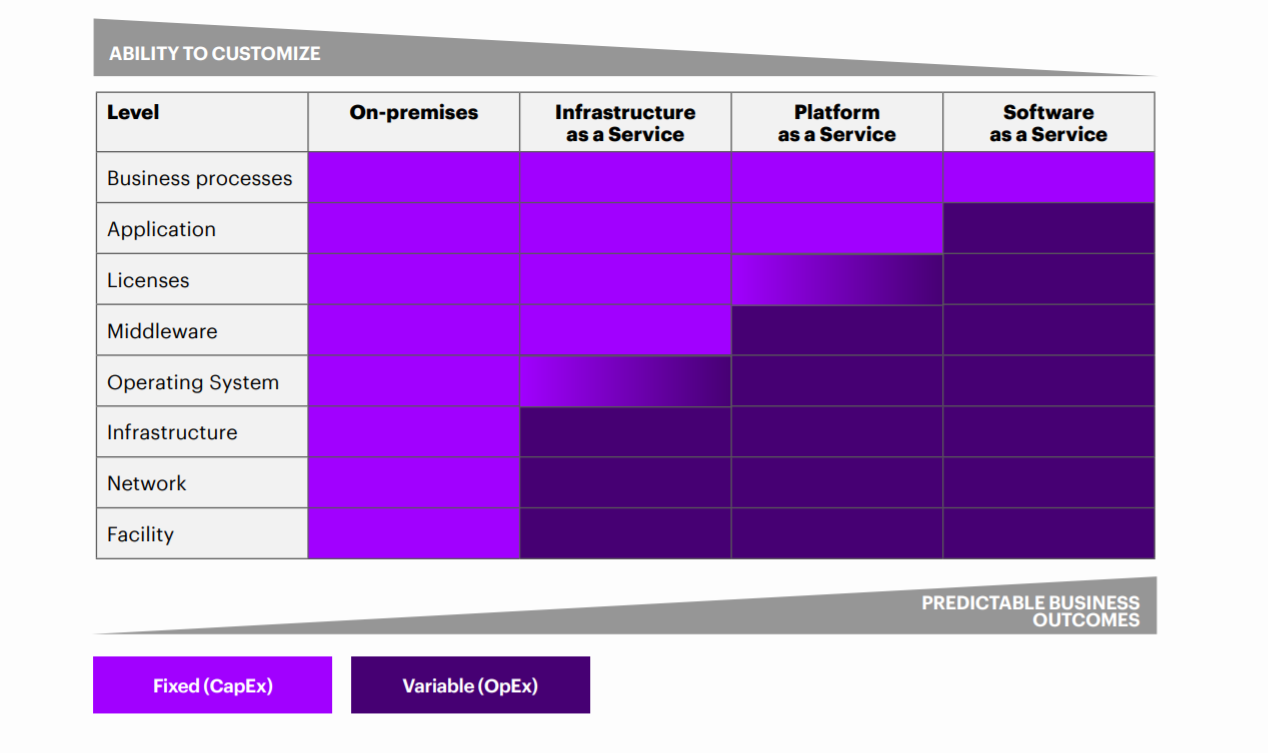 ABILITY TO CUSTOMIZE
Level
On-premises
Infrastructure
as a Service
Platform
as a Service
Software
as a Service
Business processes
Application
Licenses
Middleware
Operating System
Infrastructure
Network
Facility
PREDICTABLE BUSINESS
OUTCOMES
Fixed (CapEx)
Variable (OpEx)